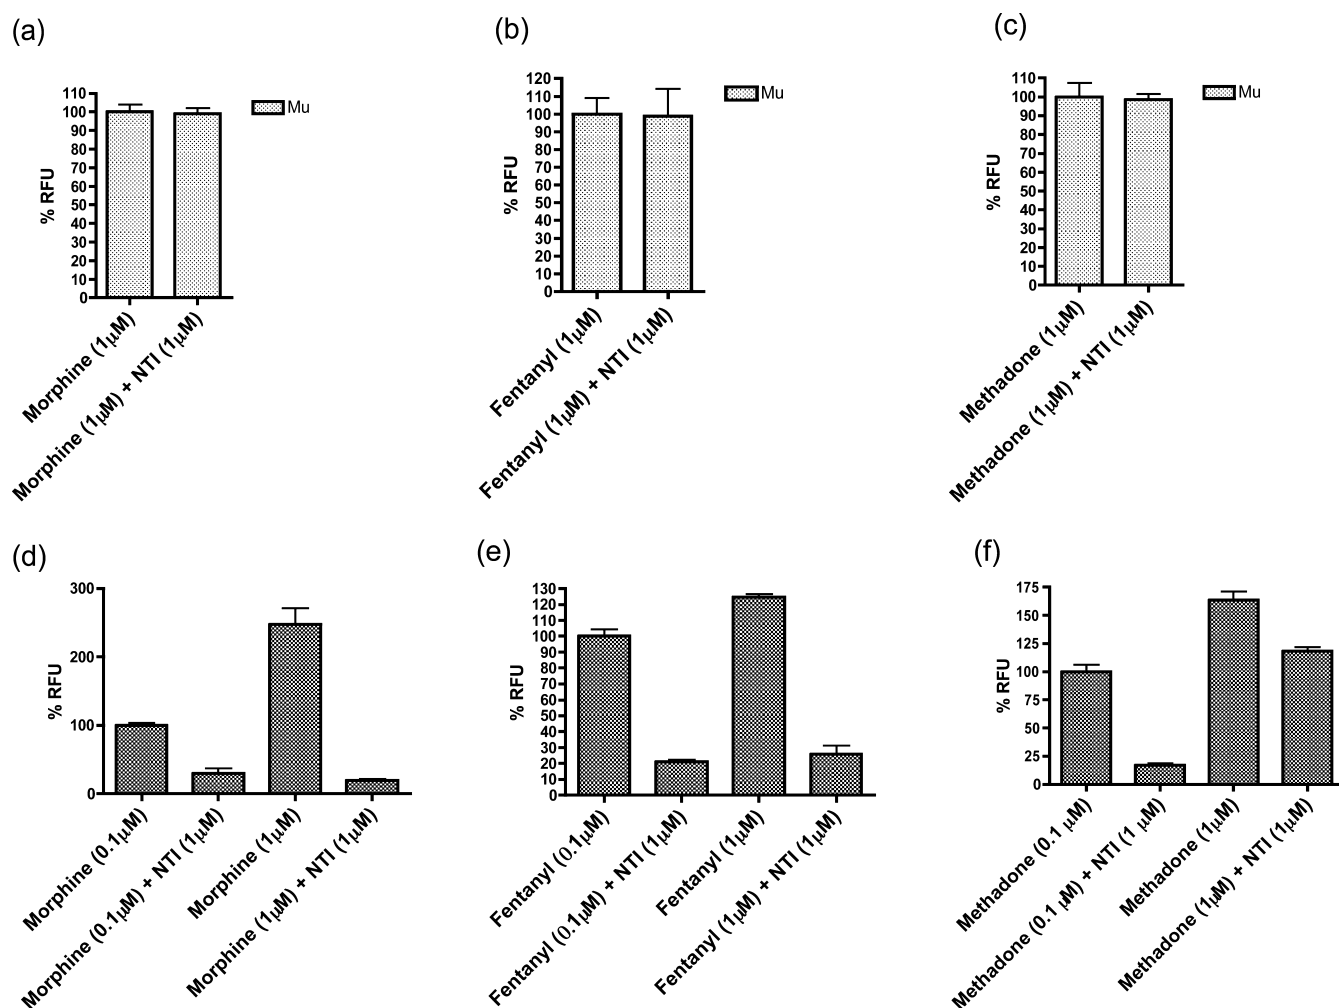 (a)
% RFU
110
100
90
80
70
60
50
40
30
20
10
0
Mu
Morphine (1μM)
Morphine (1μM) + NTI (1μM)
(b)
% RFU
120
110
100
90
80
70
60
50
40
30
20
10
0
Mu
Fentanyl (1μM)
Fentanyl (1μM) + NTI (1μM)
(c)
% RFU
110
100
90
80
70
60
50
40
30
20
10
0
Mu
Methadone (1μM)
Methadone (1μM) + NTI (1μM)
(d)
% RFU
300
200
100
0
Morphine (0.1μM)
Morphine (0.1μM) + NTI (1μM)
Morphine (1μM)
Morphine (1μM) + NTI (1μM)
(e)
% RFU
130
120
110
100
90
80
70
60
50
40
30
20
10
0
Fentanyl (0.1μM)
Fentanyl (0.1μM) + NTI (1μM)
Fentanyl (1μM)
Fentanyl (1μM) + NTI (1μM)
(f)
% RFU
175
150
125
100
75
50
25
0
Methadone (0.1 μM)
Methadone (0.1 μM) + NTI (1 μM)
Methadone (1μM)
Methadone (1μM) + NTI (1μM)